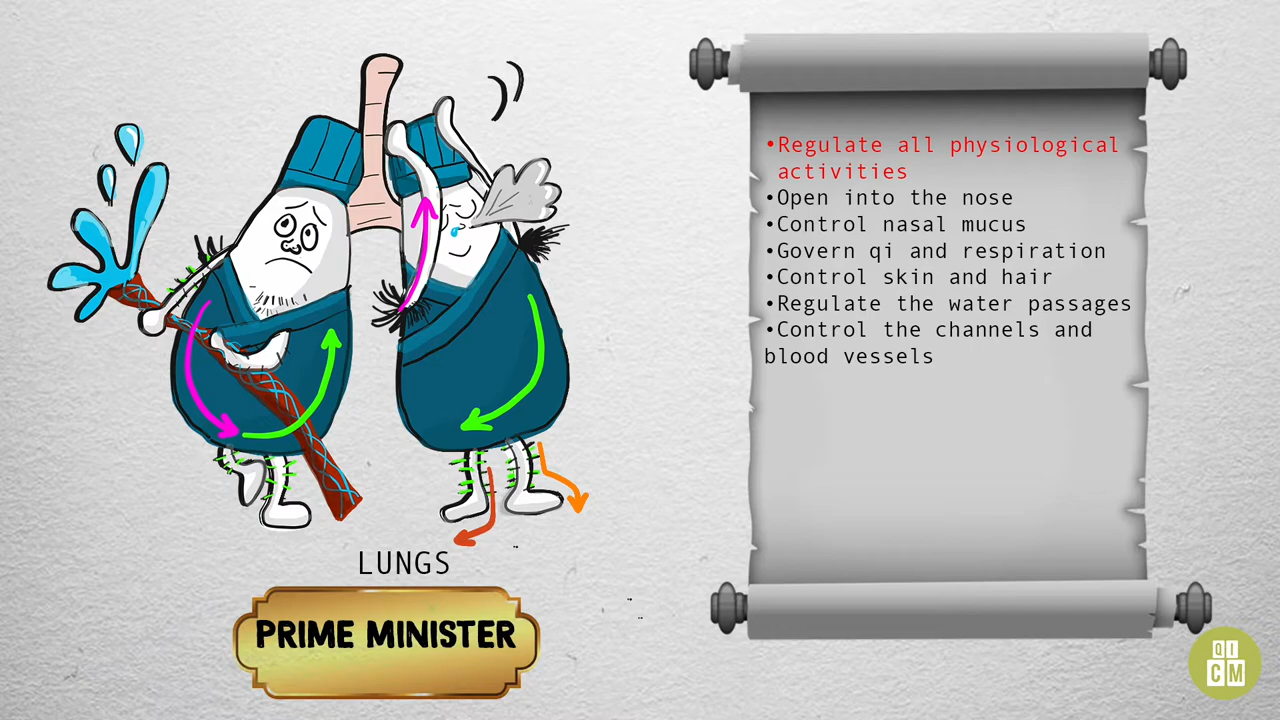 •Regulate all physiological
activities
•Open into the nose
•Control nasal mucus
•Govern qi and respiration
•Control skin and hair
•Regulate the water passages
•Control the channels and
blood vessels
LUNGS
PRIME MINISTER
QI
CM